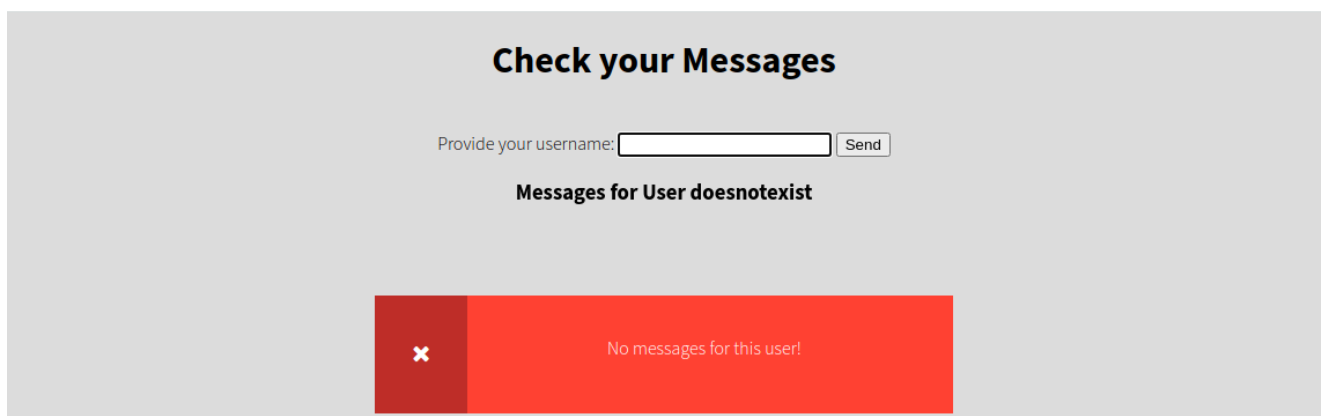 Check your Messages
Provide your username: Send
Messages for User doesnotexist
No messages for this user!